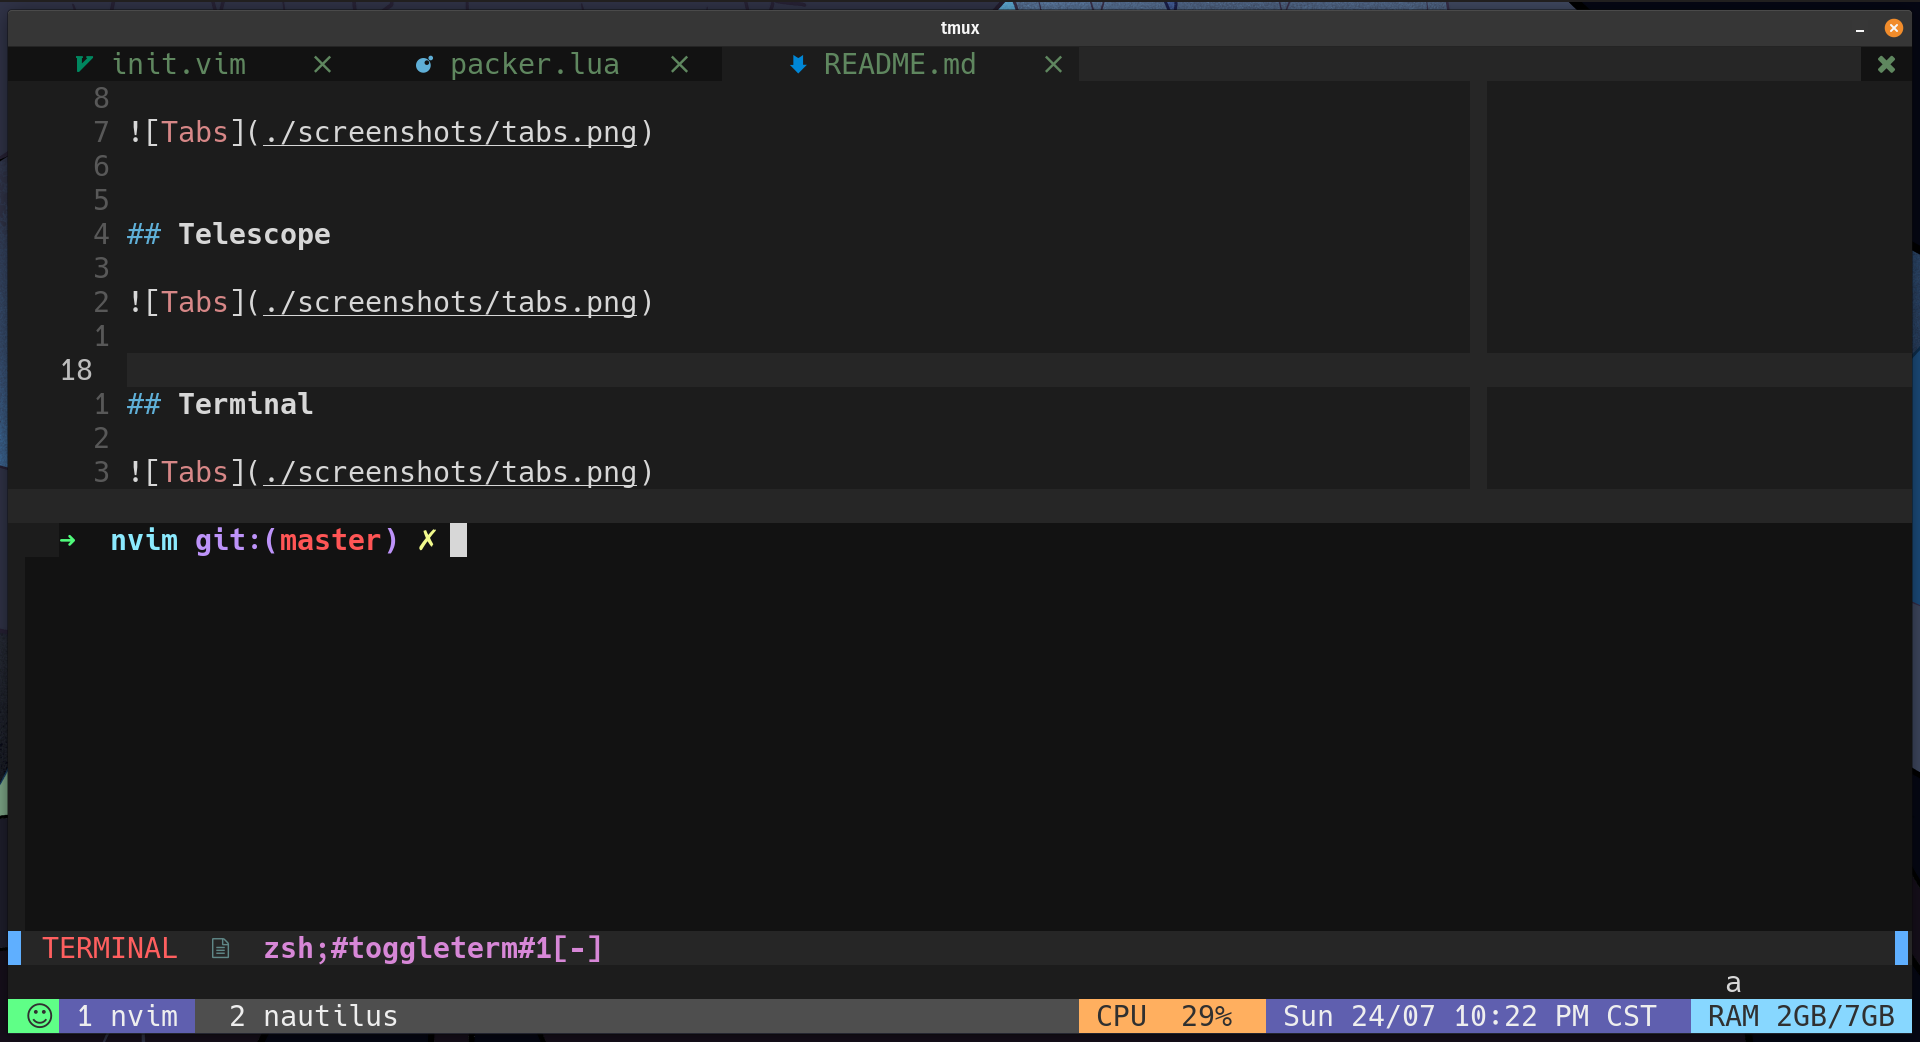 tmux
init.vim × packer.lua × README.md ×
8
7 ![Tabs](./screenshots/tabs.png)
6
5
4 ## Telescope
3
2 ![Tabs](./screenshots/tabs.png)
1
18
1 ## Terminal
2
3 ![Tabs](./screenshots/tabs.png)
→ nvim git:(master) ✗
TERMINAL zsh;#toggleterm#1[-]
a
1 nvim 2 nautilus CPU 29% Sun 24/07 10:22 PM CST RAM 2GB/7GB